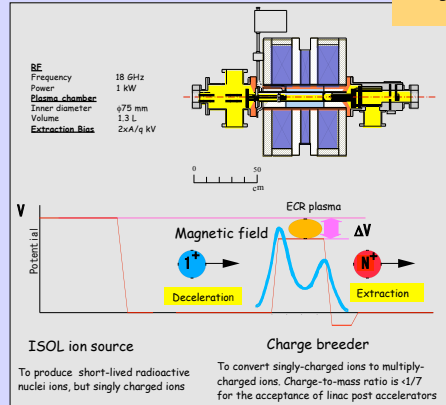 RF
Frequency 18 GHz
Power 1 kW
Plasma chamber
Inner diameter φ75 mm
Volume 1.3 L
Extraction Bias 2xA/q kV
0 50
cm
V
Potential
ECR plasma
Magnetic field
ΔV
1+
N+
Deceleration
Extraction
ISOL ion source
To produce short-lived radioactive
nuclei ions, but singly charged ions
Charge breeder
To convert singly-charged ions to multiply-
charged ions. Charge-to-mass ratio is <1/7
for the acceptance of linac post accelerators